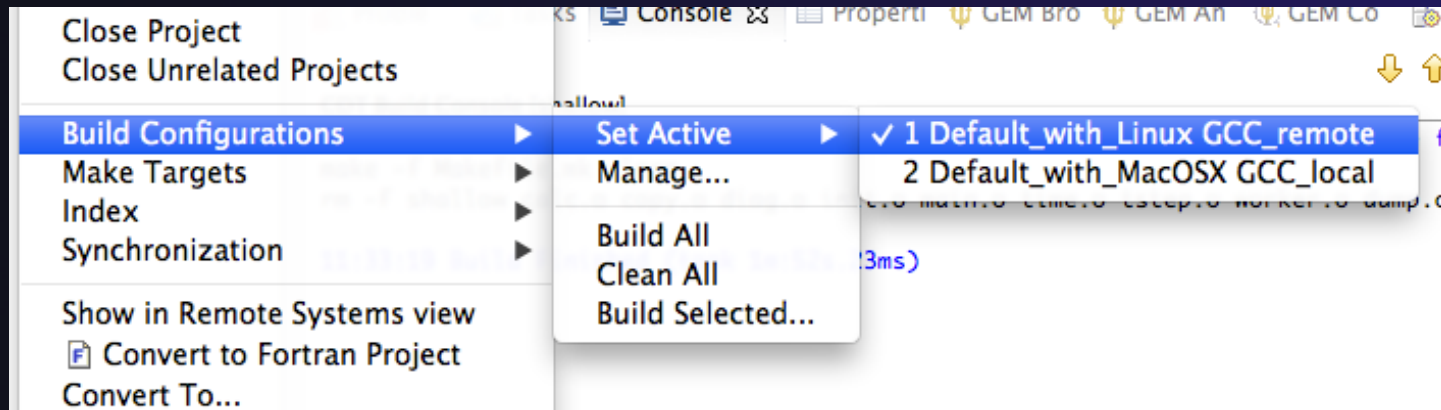 Close Project
Close Unrelated Projects
Build Configurations
Make Targets
Index
Synchronization
Show in Remote Systems view
Convert to Fortran Project
Convert To...
Set Active
Manage...
Build All
Clean All
Build Selected...
✓ 1 Default_with_Linux GCC_remote
2 Default_with_MacOSX GCC_local
ks Console Properti GEM Bro GEM An GEM Co
3ms)